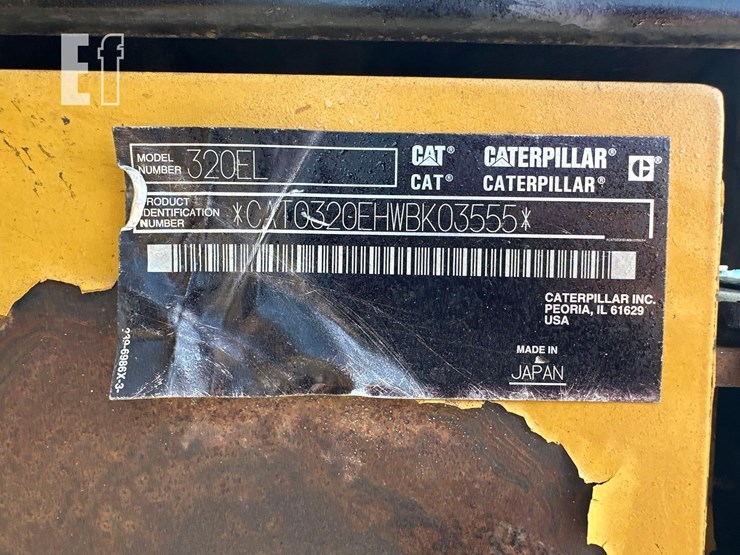 Ef
MODEL NUMBER 320EL
CAT® CATERPILLAR®
CAT® CATERPILLAR®
PRODUCT IDENTIFICATION NUMBER *CAT0320EHWBK03555*
CATERPILLAR INC.
PEORIA, IL 61629
USA
MADE IN
JAPAN